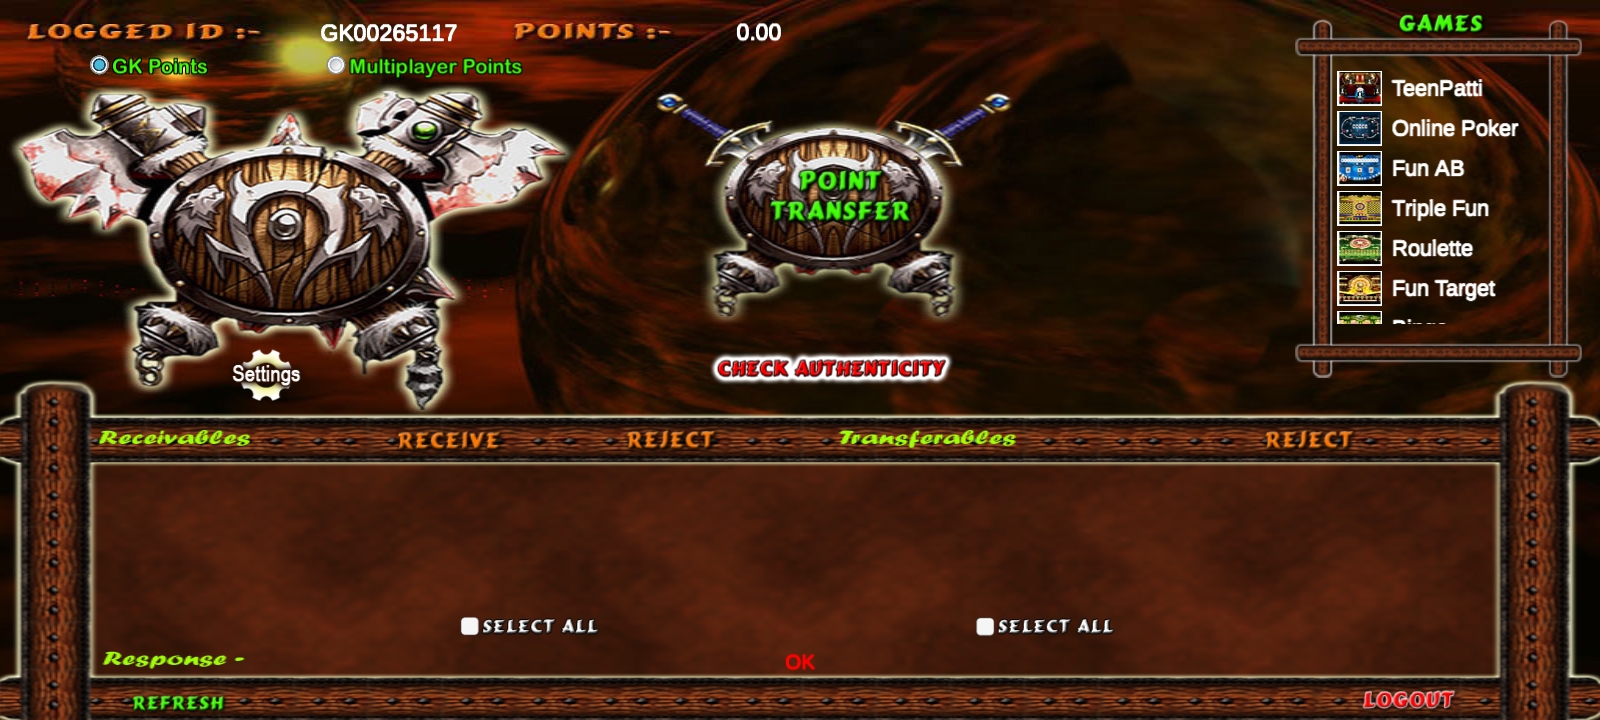 LOGGED ID :- GK00265117 POINTS :- 0.00
GK Points Multiplayer Points
POINT
TRANSFER
CHECK AUTHENTICITY
Settings
GAMES
TeenPatti
Online Poker
Fun AB
Triple Fun
Roulette
Fun Target
Receivables RECEIVE REJECT Transferables REJECT
SELECT ALL SELECT ALL
Response - OK
REFRESH LOGOUT